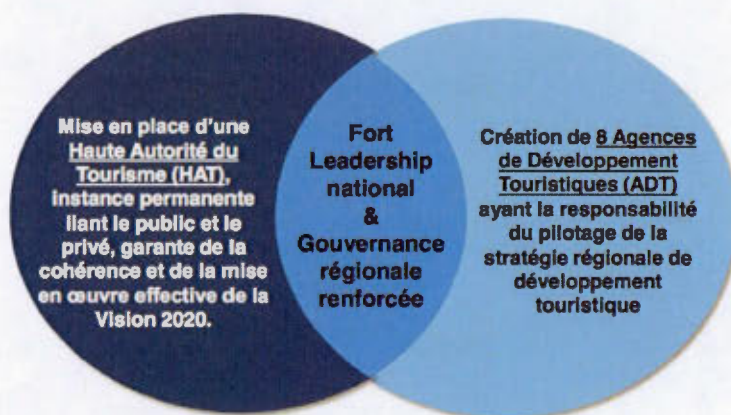 Mise en place d'une
Haute Autorité du
Tourisme (HAT),
instance permanente
liant le public et le
privé, garante de la
cohérence et de la mise
en œuvre effective de la
Vision 2020.
Fort
Leadership
national
&
Gouvernance
régionale
renforcée
Création de 8 Agences
de Développement
Touristiques (ADT)
ayant la responsabilité
du pilotage de la
stratégie régionale de
développement
touristique